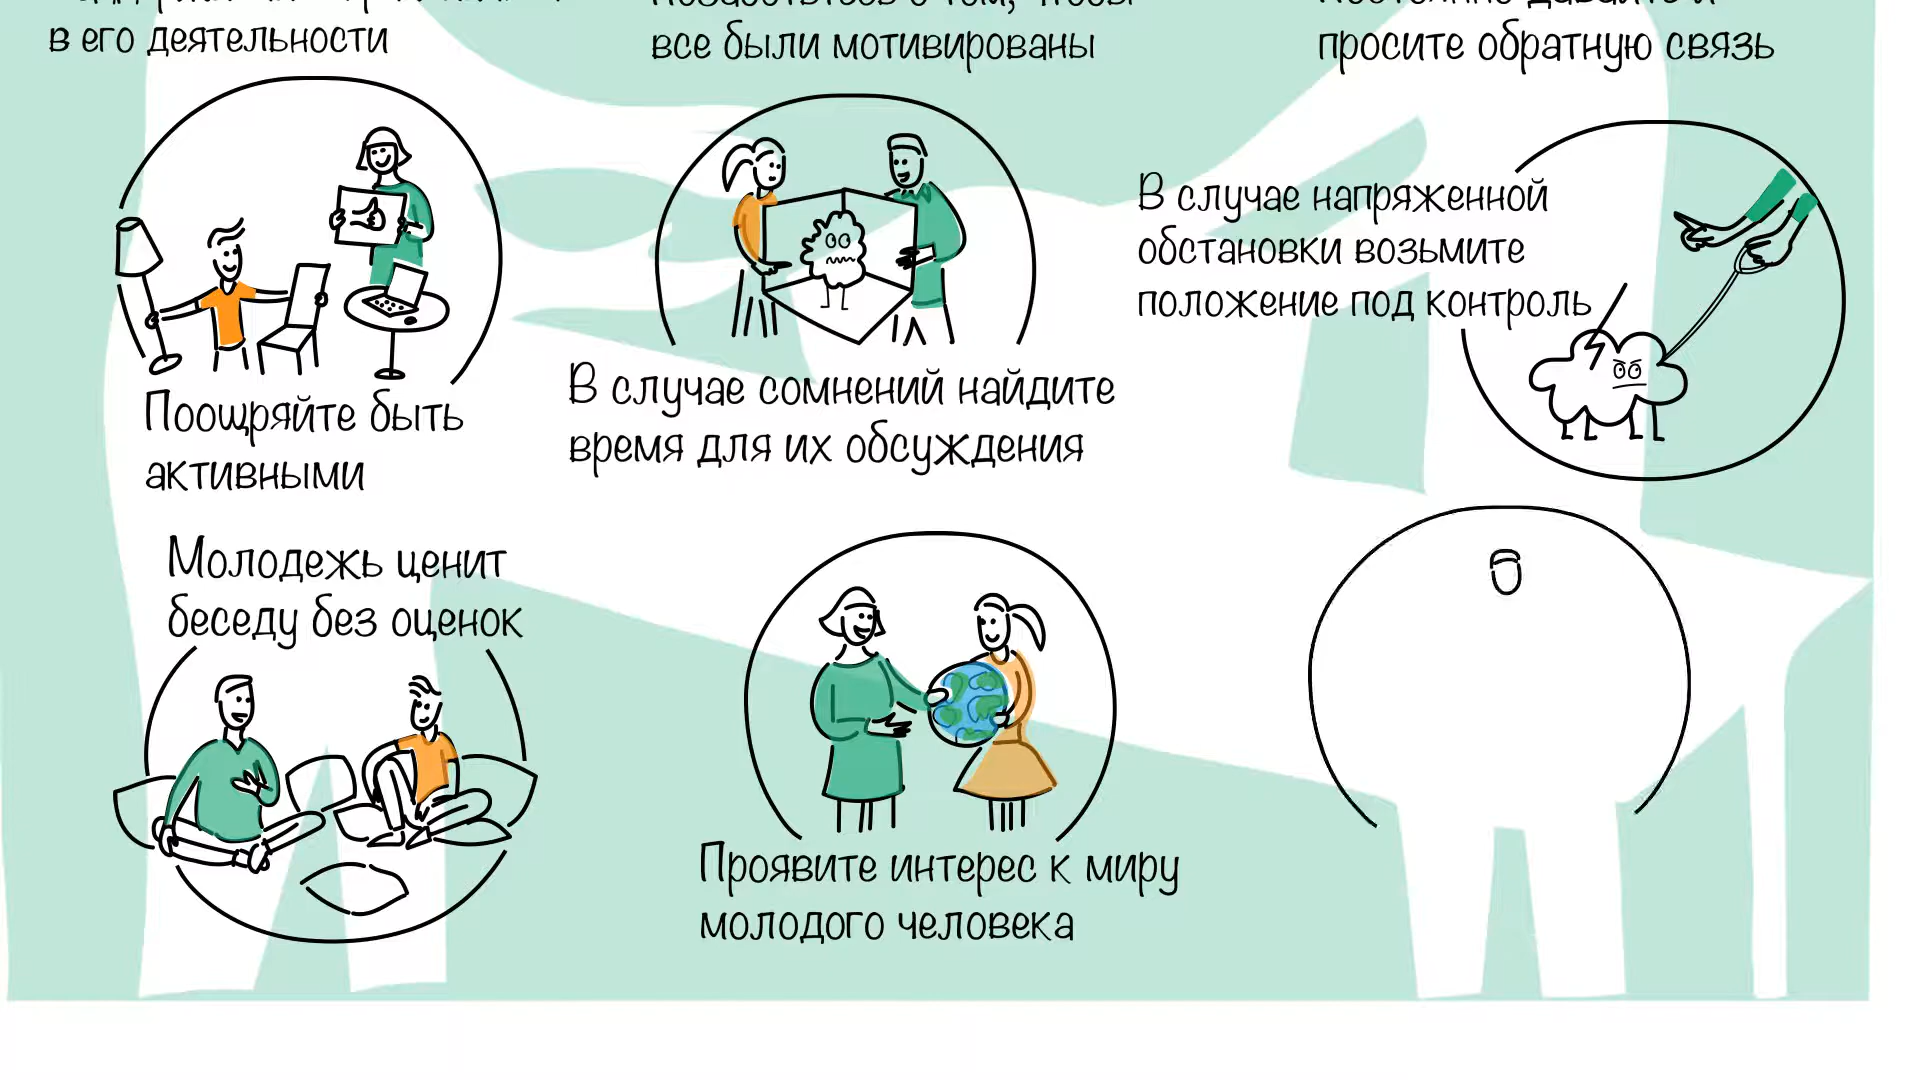 в его деятельности
все были мотивированы
просите обратную связь
В случае напряженной
обстановки возьмите
положение под контроль
Поощряйте быть
активными
В случае сомнений найдите
время для их обсуждения
Молодежь ценит
беседу без оценок
Проявите интерес к миру
молодого человека